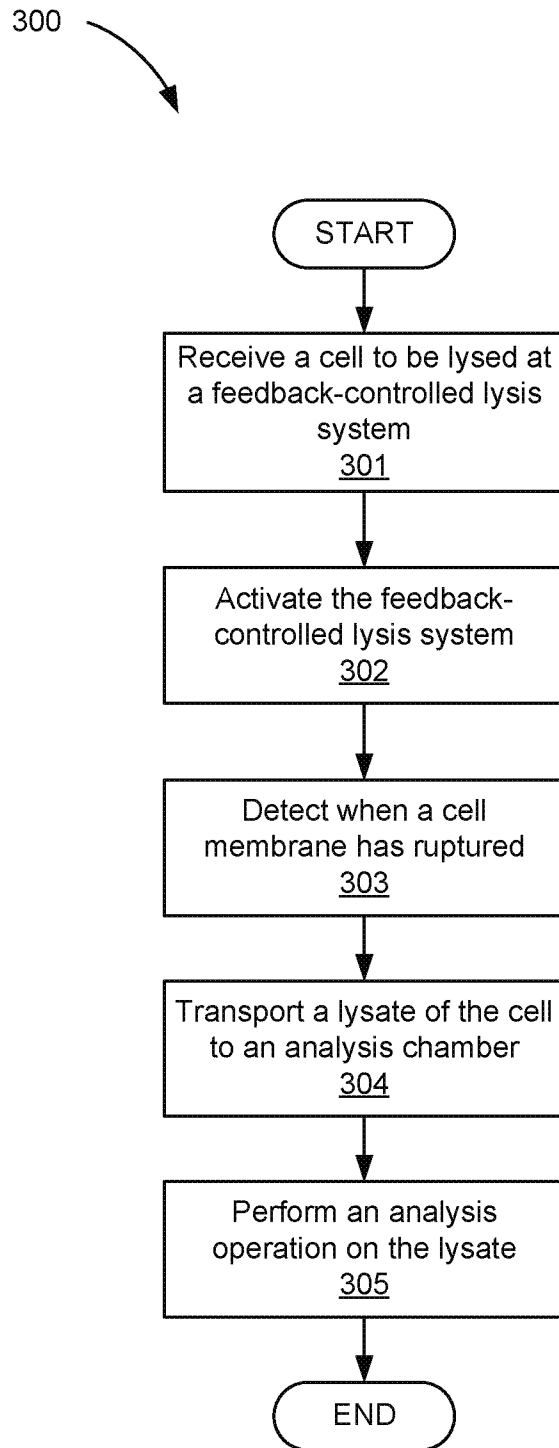 300
START
Receive a cell to be lysed at
a feedback-controlled lysis
system
301
Activate the feedback-
controlled lysis system
302
Detect when a cell
membrane has ruptured
303
Transport a lysate of the cell
to an analysis chamber
304
Perform an analysis
operation on the lysate
305
END